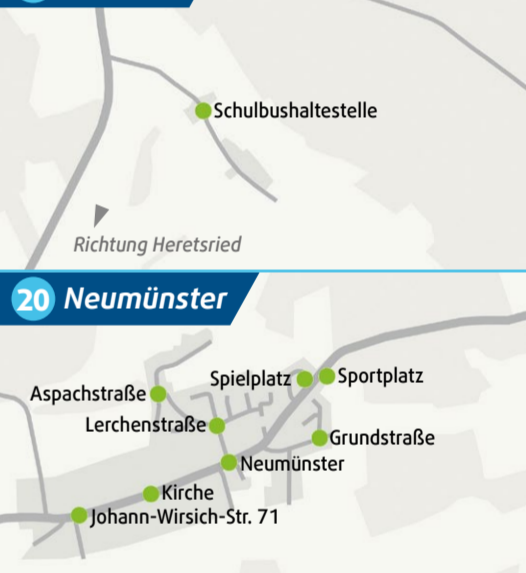 Schulbushaltestelle
Richtung Heretsried
20 Neumünster
Spielplatz
Sportplatz
Aspachstraße
Lerchenstraße
Grundstraße
Neumünster
Kirche
Johann-Wirsich-Str. 71